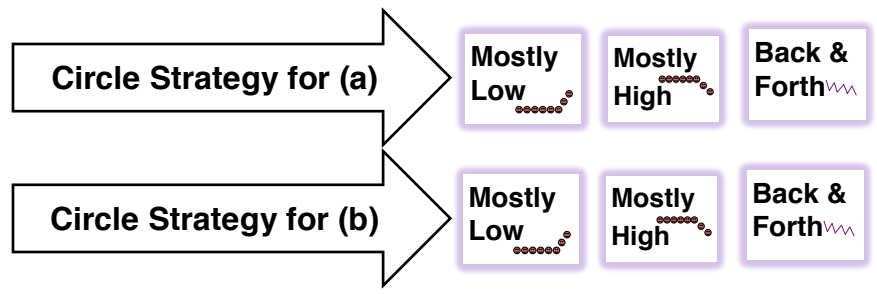 Circle Strategy for (a)
Mostly
Low
Mostly
High
Back &
Forth
Circle Strategy for (b)
Mostly
Low
Mostly
High
Back &
Forth